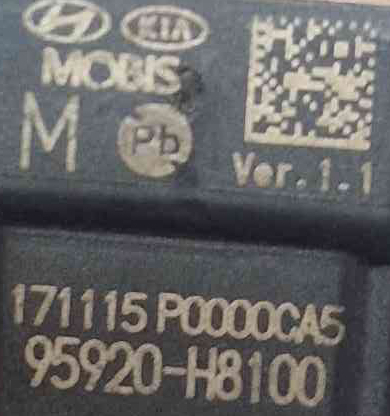 KIA
MOBIS
M Pb
Ver.1.1
171115 P0000CA5
95920-H8100